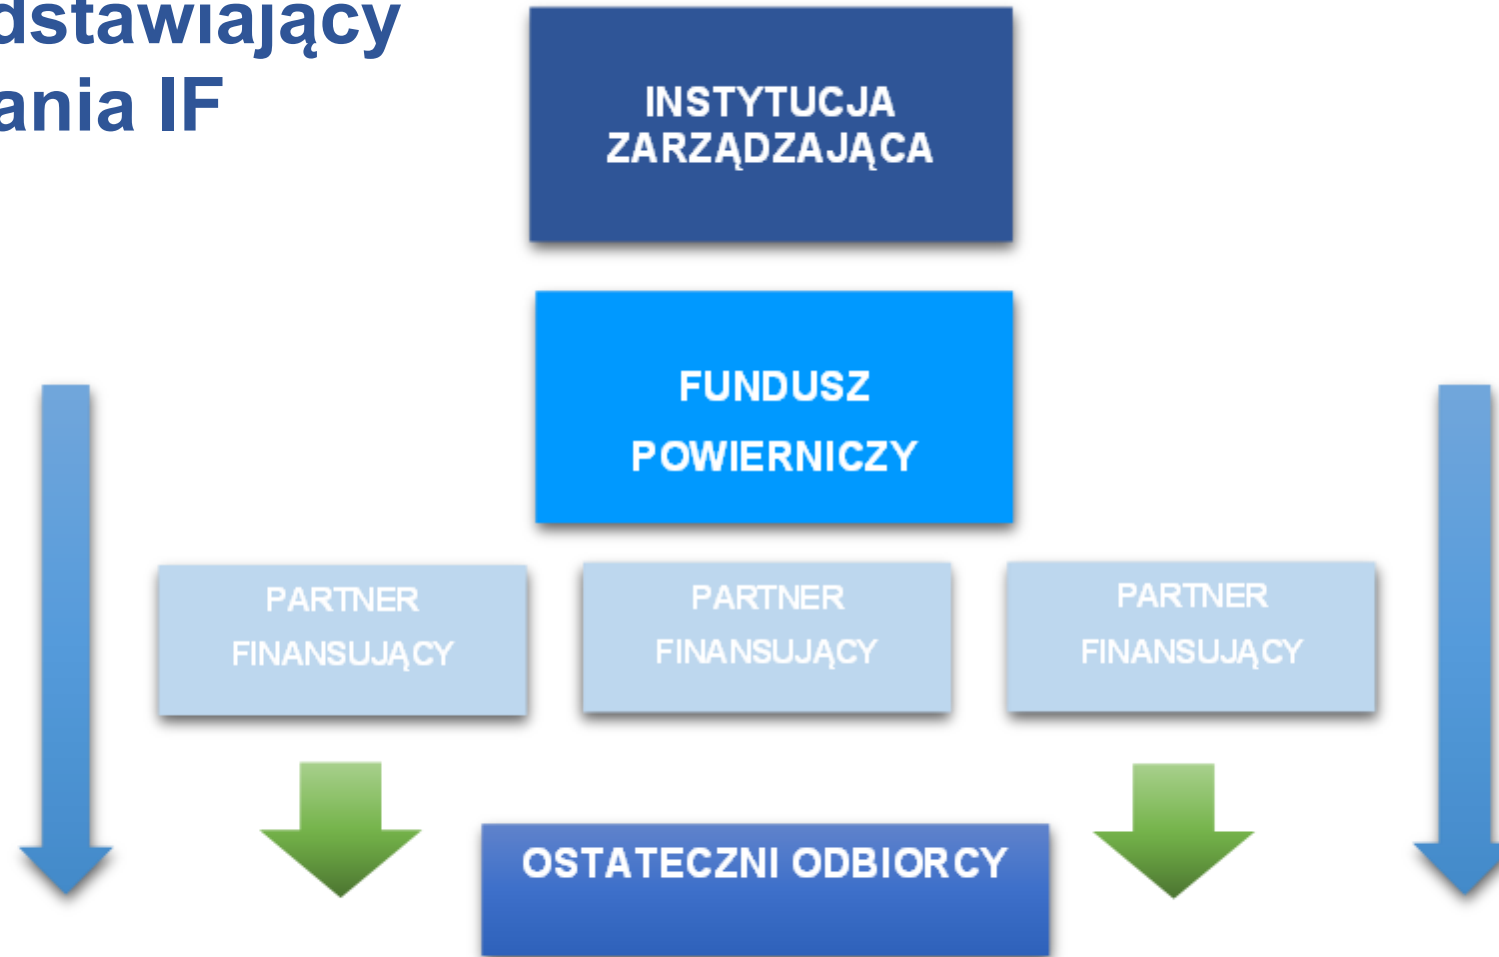 dstawiający
ania IF
INSTYTUCJA
ZARZĄDZAJĄCA
FUNDUSZ
POWIERNICZY
PARTNER
FINANSUJĄCY
PARTNER
FINANSUJĄCY
PARTNER
FINANSUJĄCY
OSTATECZNI ODBIORCY